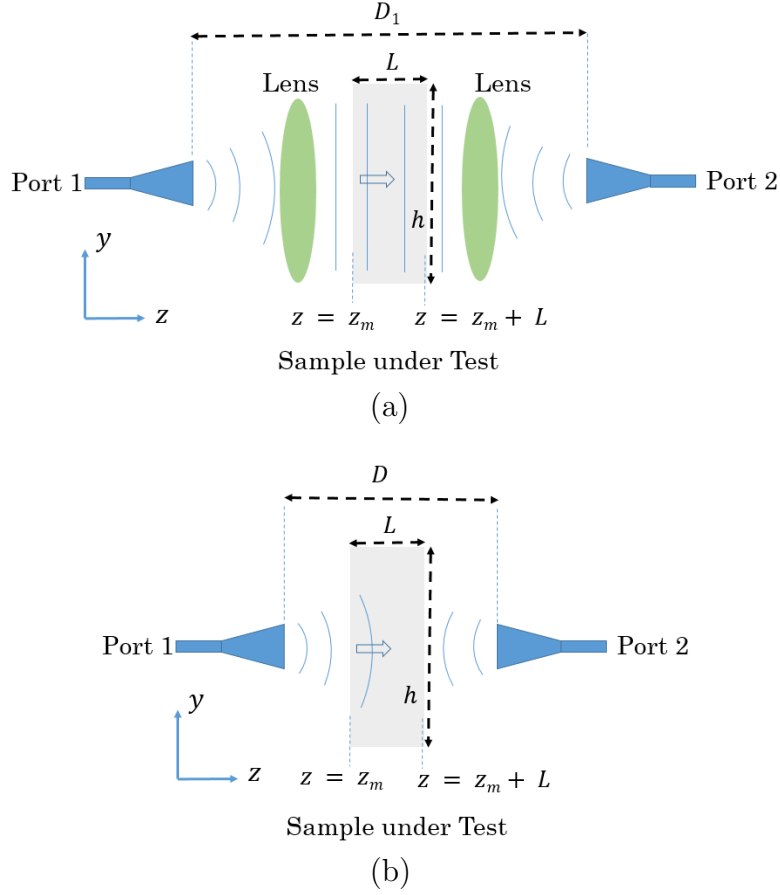 D₁
L
Lens
Lens
Port 1
Port 2
h
y
z
z = zₘ
z = zₘ + L
Sample under Test
(a)
D
L
Port 1
Port 2
h
y
z
z = zₘ
z = zₘ + L
Sample under Test
(b)